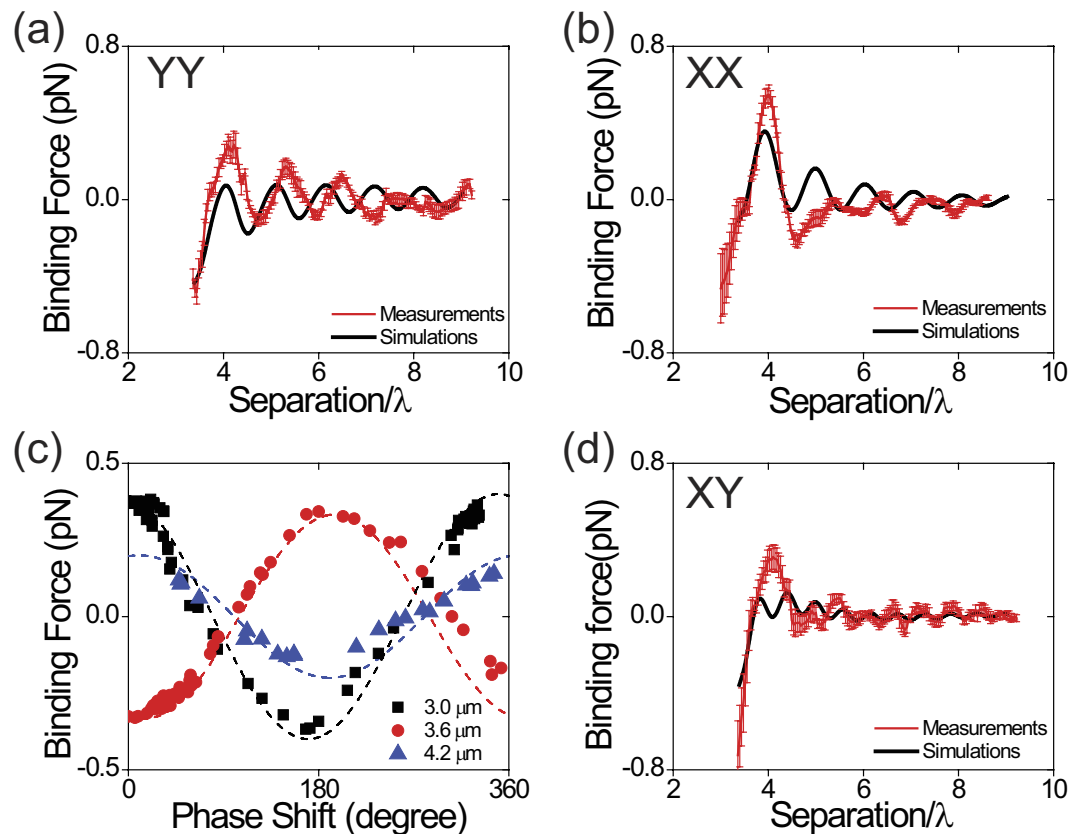 (a)
YY
0.8
0.0
-0.8
Binding Force (pN)
Measurements
Simulations
2 4 6 8 10
Separation/λ
(b)
XX
0.8
0.0
-0.8
Binding Force (pN)
Measurements
Simulations
2 4 6 8 10
Separation/λ
(c)
0.5
0.0
-0.5
Binding Force (pN)
3.0 μm
3.6 μm
4.2 μm
0 180 360
Phase Shift (degree)
(d)
XY
0.8
0.0
-0.8
Binding force(pN)
Measurements
Simulations
2 4 6 8 10
Separation/λ